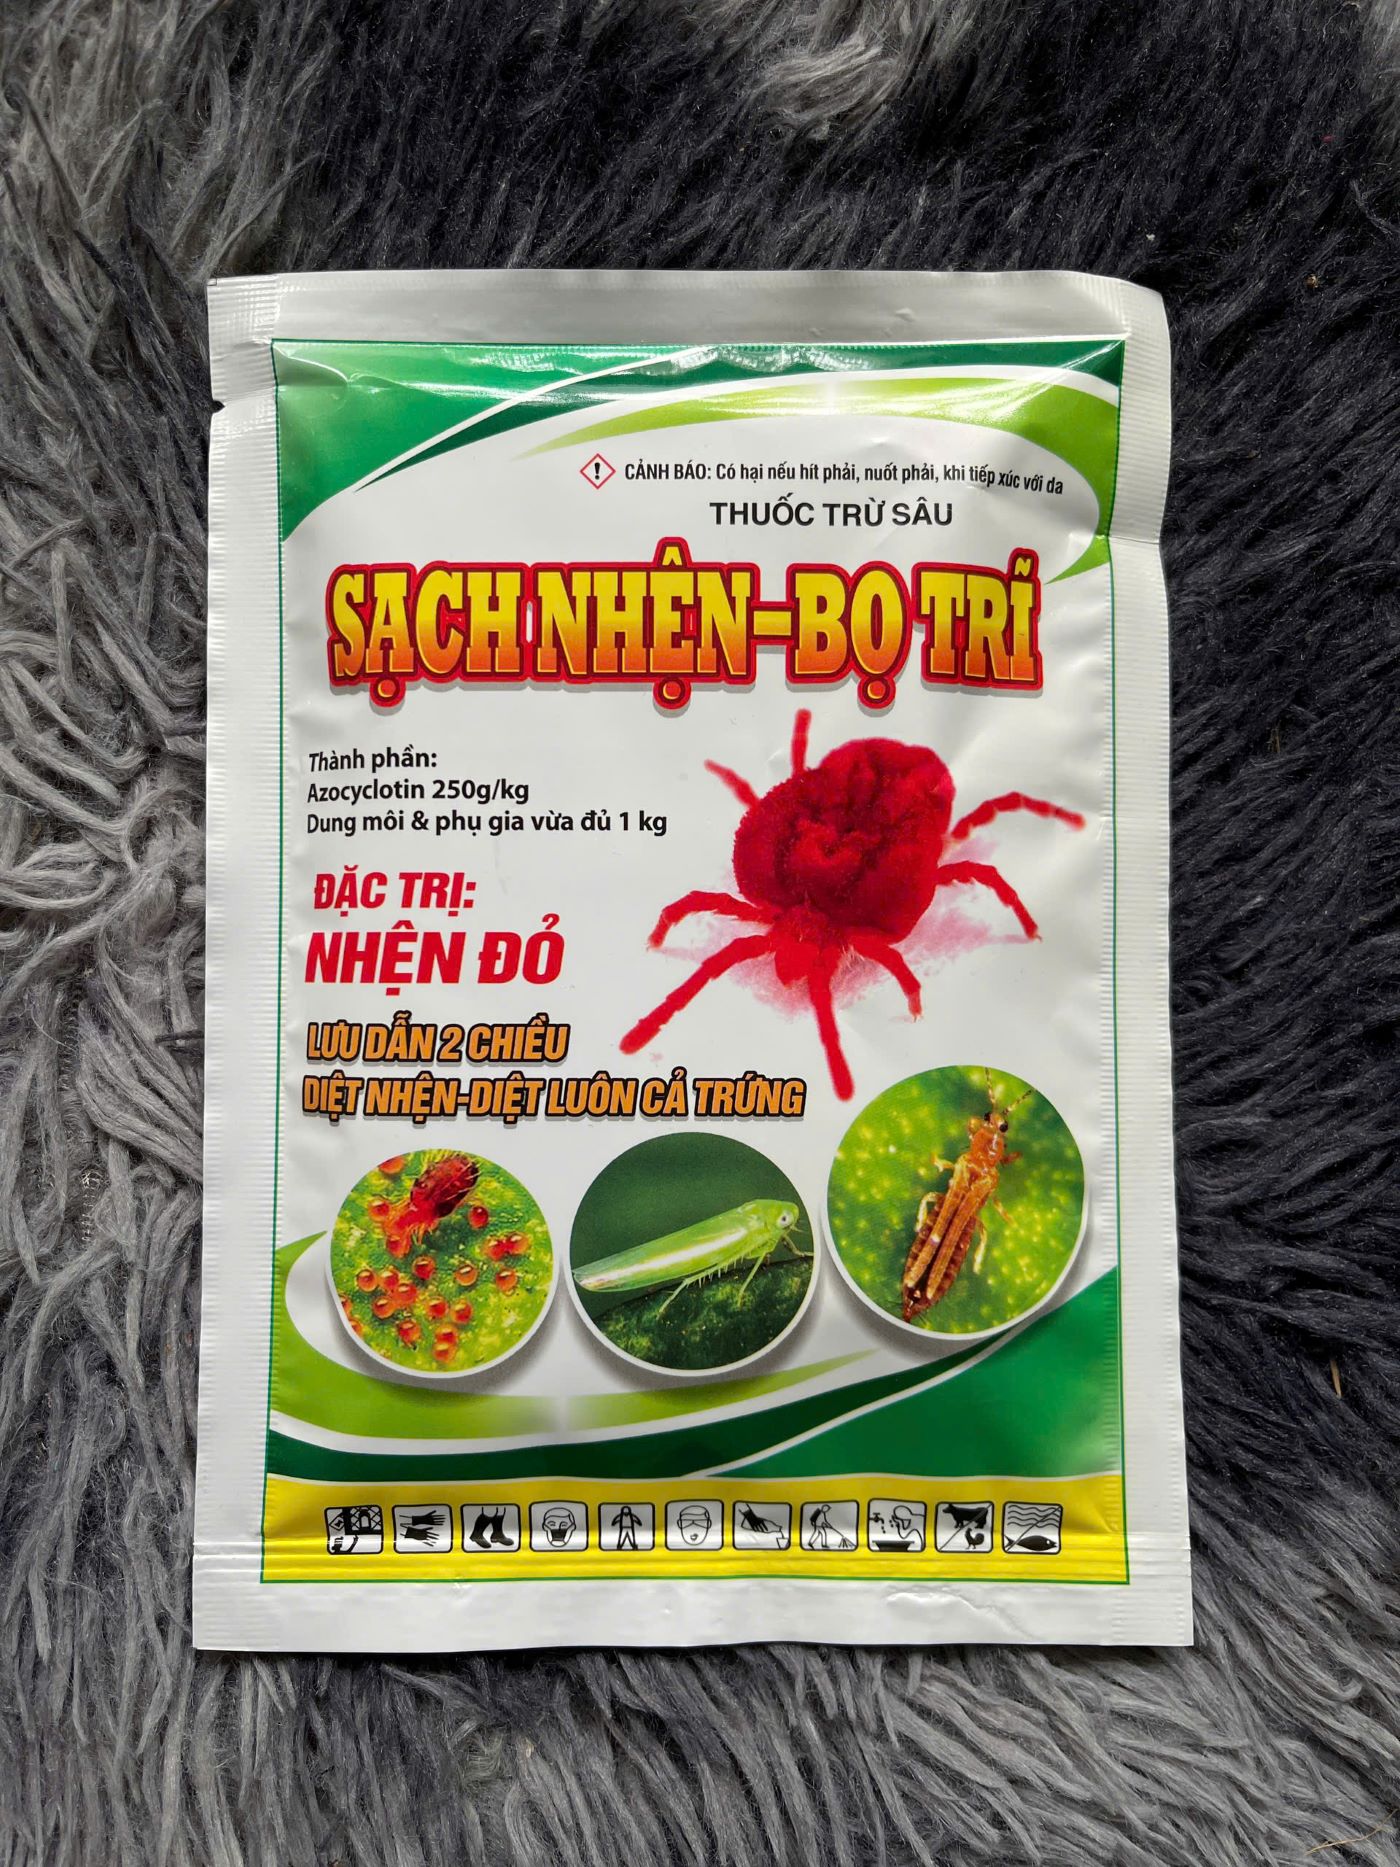 CẢNH BÁO: Có hại nếu hít phải, nuốt phải, khi tiếp xúc với da
THUỐC TRỪ SÂU
SẠCH NHỆN-BỌ TRĨ
Thành phần:
Azocyclotin 250g/kg
Dung môi & phụ gia vừa đủ 1 kg
ĐẶC TRỊ:
NHỆN ĐỎ
LƯU DẪN 2 CHIỀU
DIỆT NHỆN-DIỆT LUÔN CẢ TRỨNG